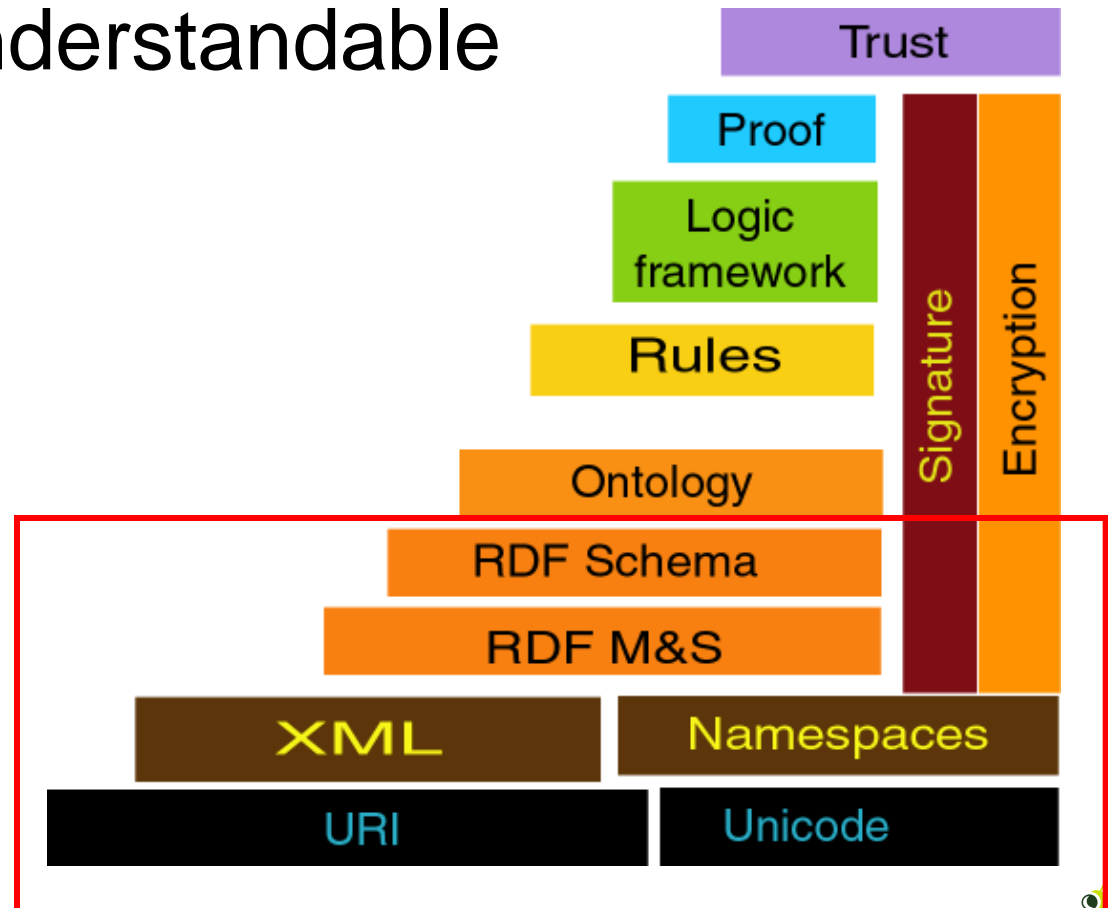 nderstandable
Trust
Proof
Logic
framework
Rules
Signature
Encryption
Ontology
RDF Schema
RDF M&S
XML
Namespaces
URI
Unicode